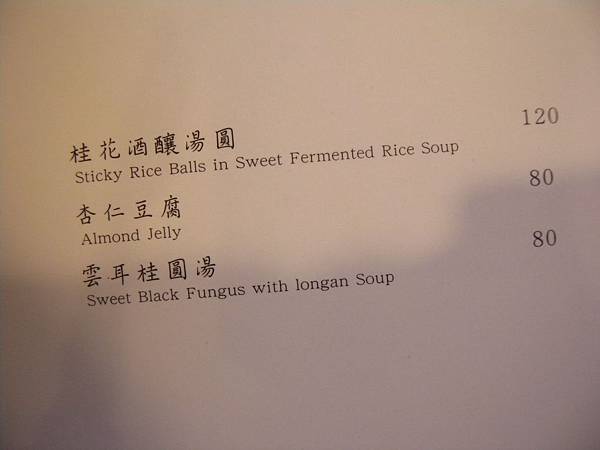 桂花酒釀湯圓 120
Sticky Rice Balls in Sweet Fermented Rice Soup
杏仁豆腐 80
Almond Jelly
雲耳桂圓湯 80
Sweet Black Fungus with longan Soup